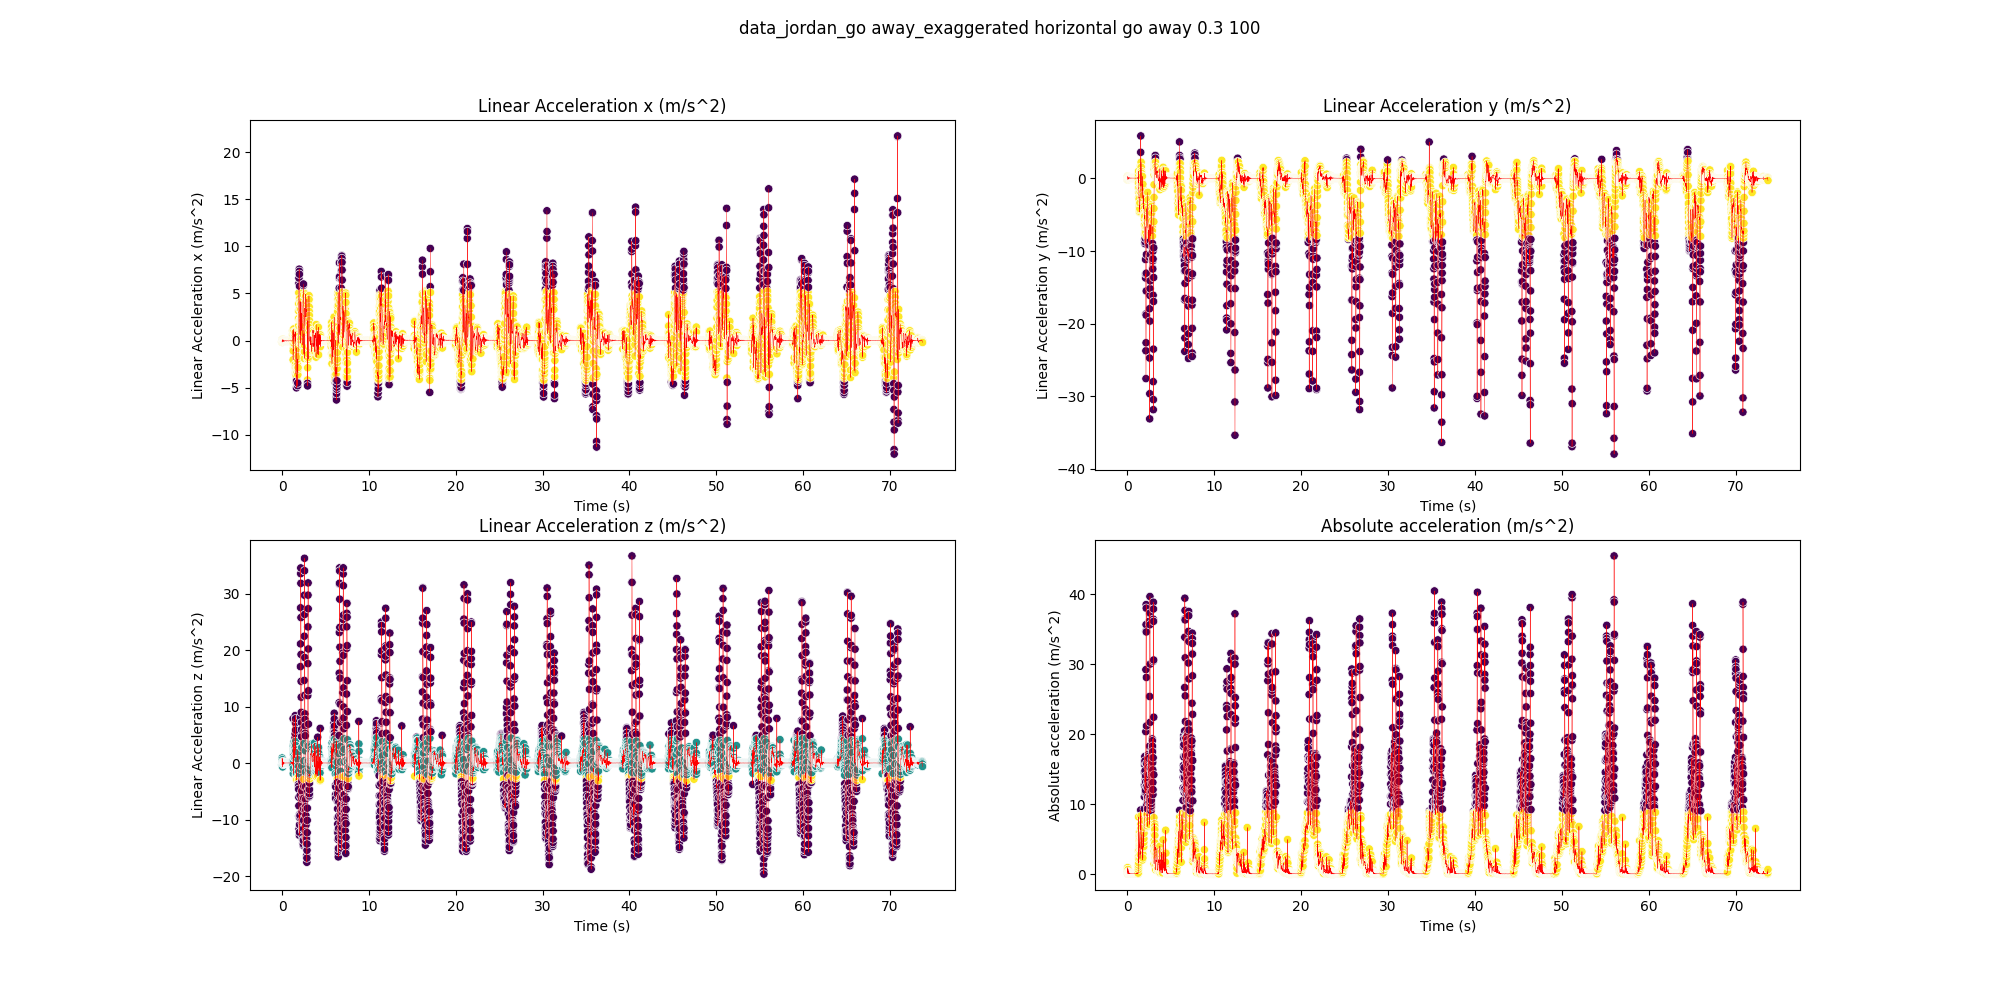 data_jordan_go away_exaggerated horizontal go away 0.3 100
Linear Acceleration x (m/s^2)
Linear Acceleration x (m/s^2)
20
15
10
5
0
−5
−10
0 10 20 30 40 50 60 70
Time (s)
Linear Acceleration y (m/s^2)
Linear Acceleration y (m/s^2)
0
−10
−20
−30
−40
0 10 20 30 40 50 60 70
Time (s)
Linear Acceleration z (m/s^2)
Linear Acceleration z (m/s^2)
30
20
10
0
−10
−20
0 10 20 30 40 50 60 70
Time (s)
Absolute acceleration (m/s^2)
Absolute acceleration (m/s^2)
40
30
20
10
0
0 10 20 30 40 50 60 70
Time (s)